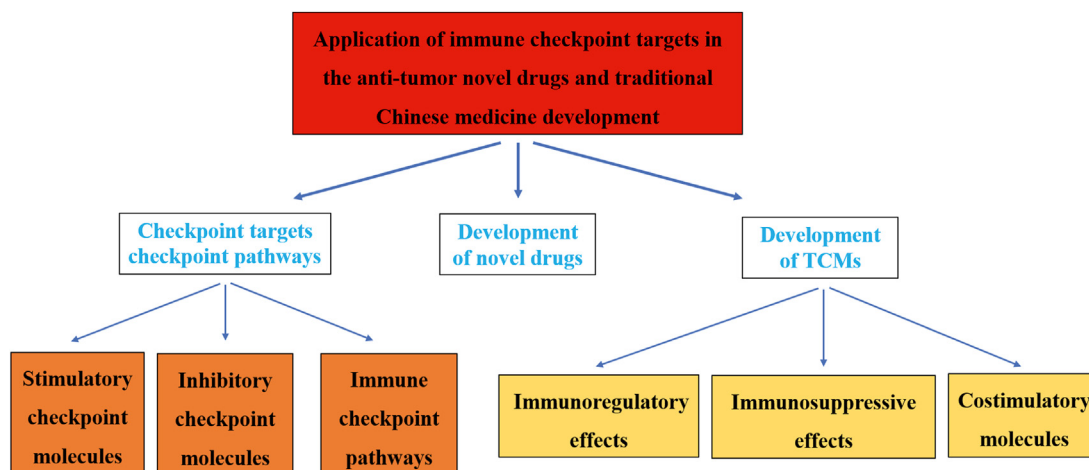 Application of immune checkpoint targets in
the anti-tumor novel drugs and traditional
Chinese medicine development
Checkpoint targets
checkpoint pathways
Development
of novel drugs
Development
of TCMs
Stimulatory
checkpoint
molecules
Inhibitory
checkpoint
molecules
Immune
checkpoint
pathways
Immunoregulatory
effects
Immunosuppressive
effects
Costimulatory
molecules